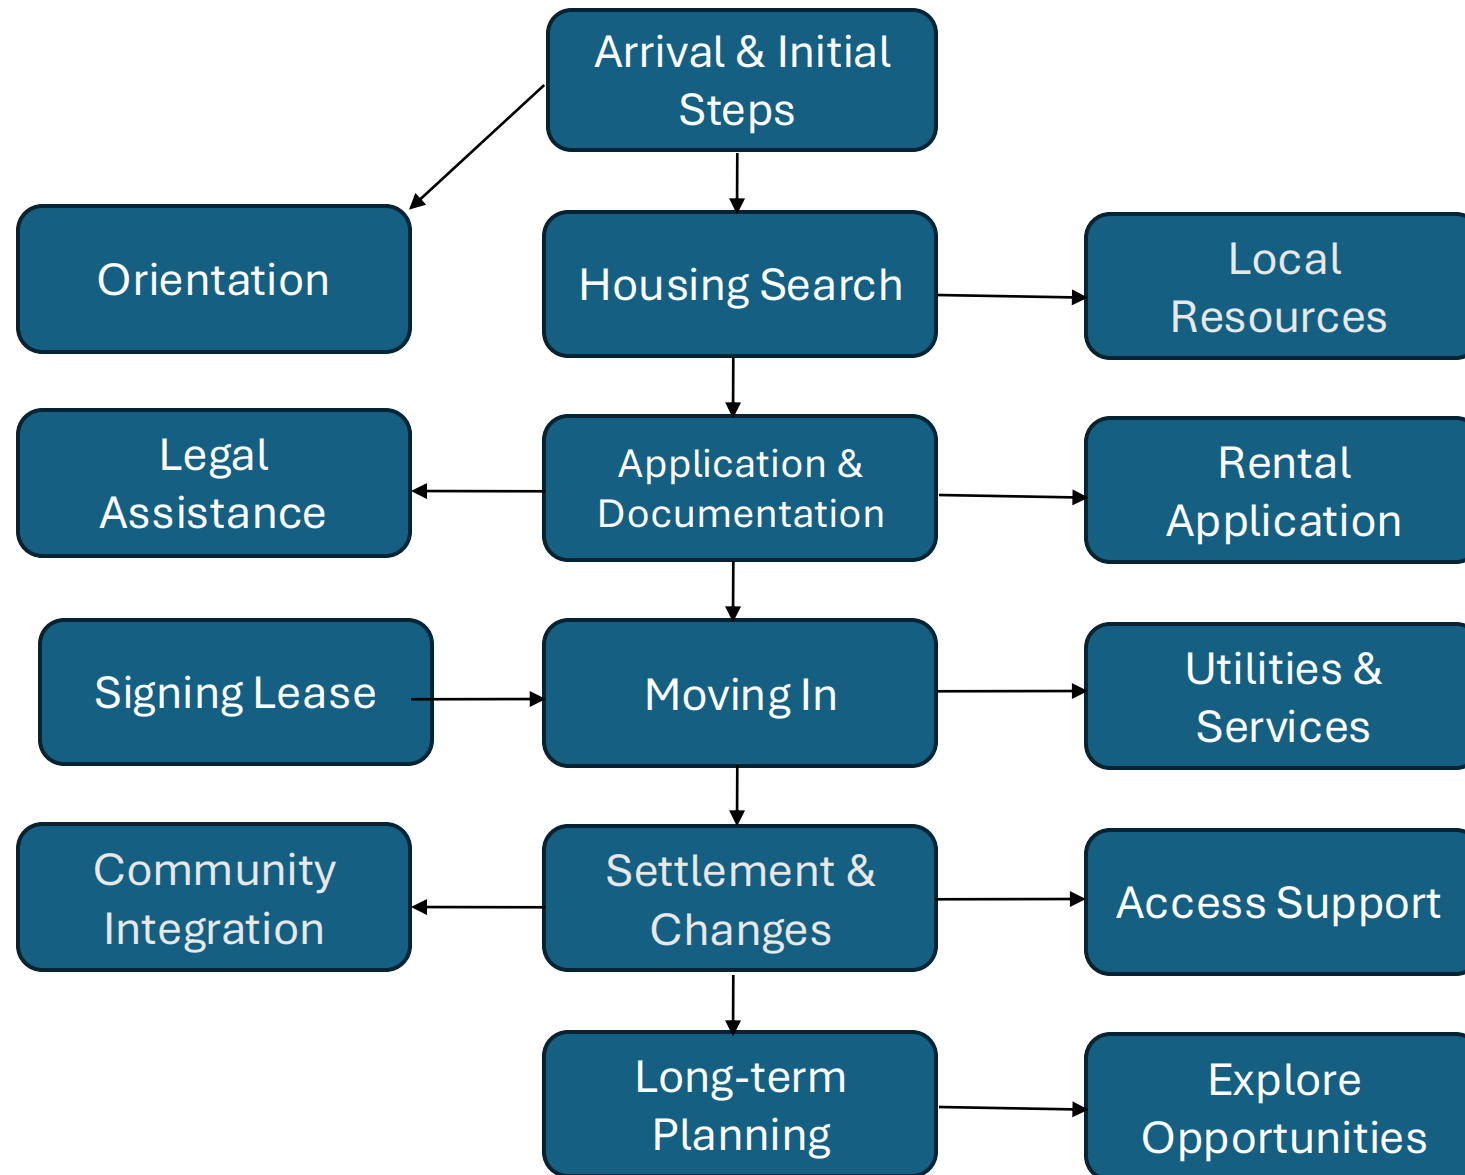 Arrival & Initial
Steps
Orientation
Housing Search
Local
Resources
Legal
Assistance
Application &
Documentation
Rental
Application
Signing Lease
Moving In
Utilities &
Services
Community
Integration
Settlement &
Changes
Access Support
Long-term
Planning
Explore
Opportunities